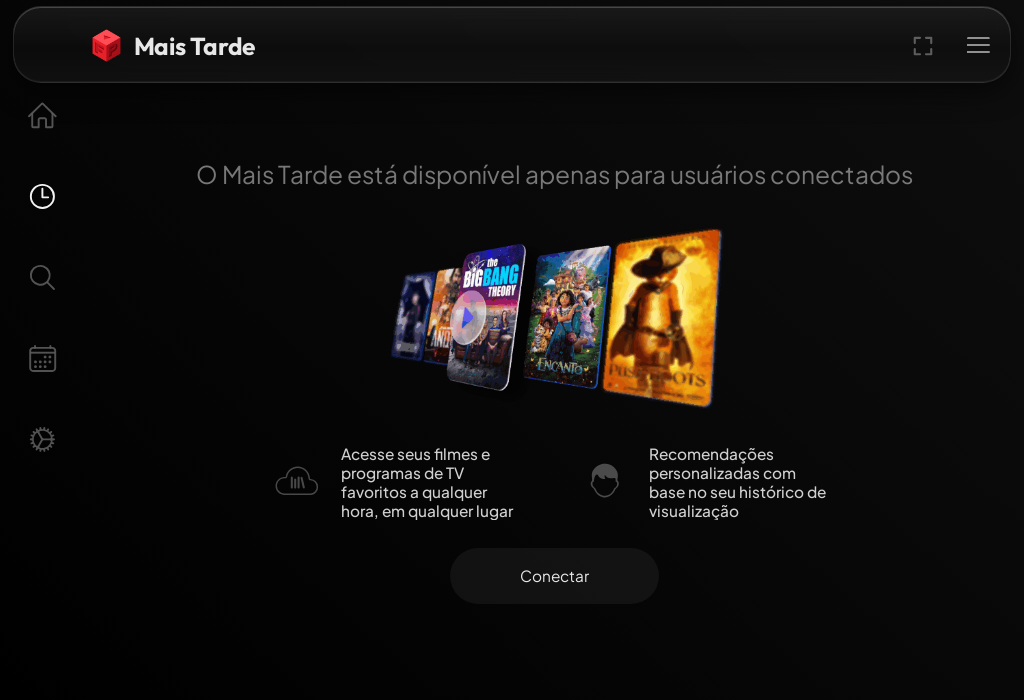 Mais Tarde
O Mais Tarde está disponível apenas para usuários conectados
the
BiG BANG
THEORY
ENCANTO
Acesse seus filmes e
programas de TV
favoritos a qualquer
hora, em qualquer lugar
Recomendações
personalizadas com
base no seu histórico de
visualização
Conectar